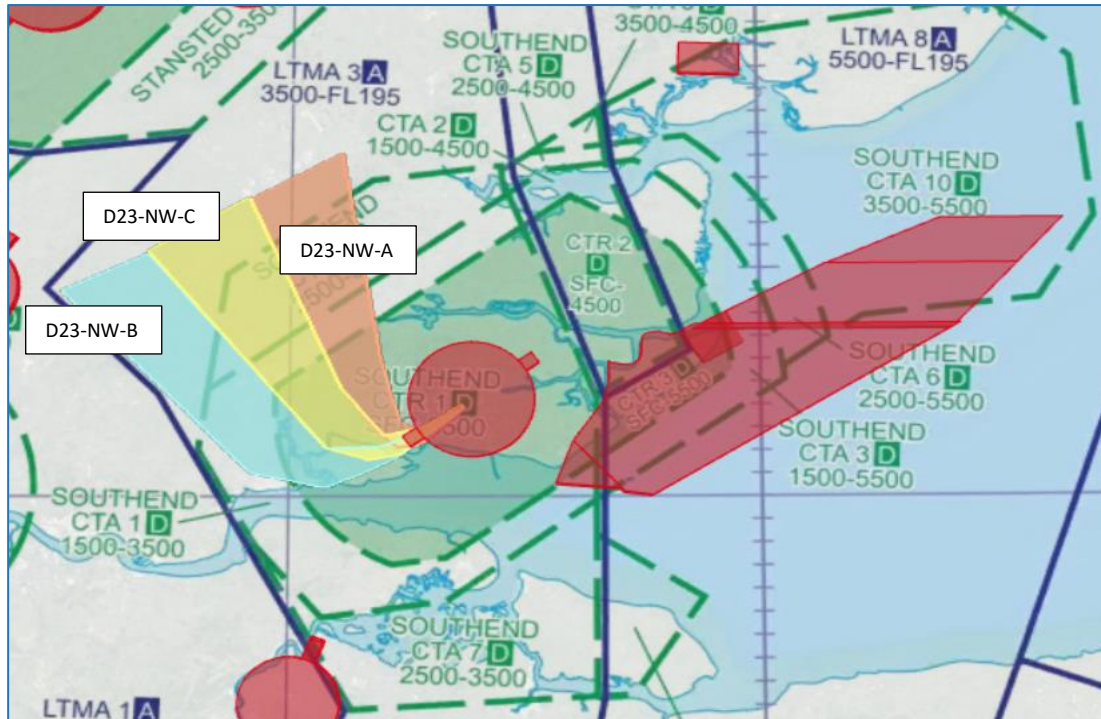 STANSTED
2500-350
LTMA 3 A
3500-FL195
SOUTHEND
CTA 5 D
2500-4500
3500-4500
LTMA 8 A
5500-FL195
CTA 2 D
1500-4500
SOUTHEND
CTA 10 D
3500-5500
D23-NW-C
D23-NW-A
D23-NW-B
CTR 2
D
SFC-
4500
SOUTHEND
CTR 1 D
CTR 3 D
SFC-5500
SOUTHEND
CTA 6 D
2500-5500
SOUTHEND
CTA 3 D
1500-5500
SOUTHEND
CTA 1 D
1500-3500
SOUTHEND
CTA 7 D
2500-3500
LTMA 1 A